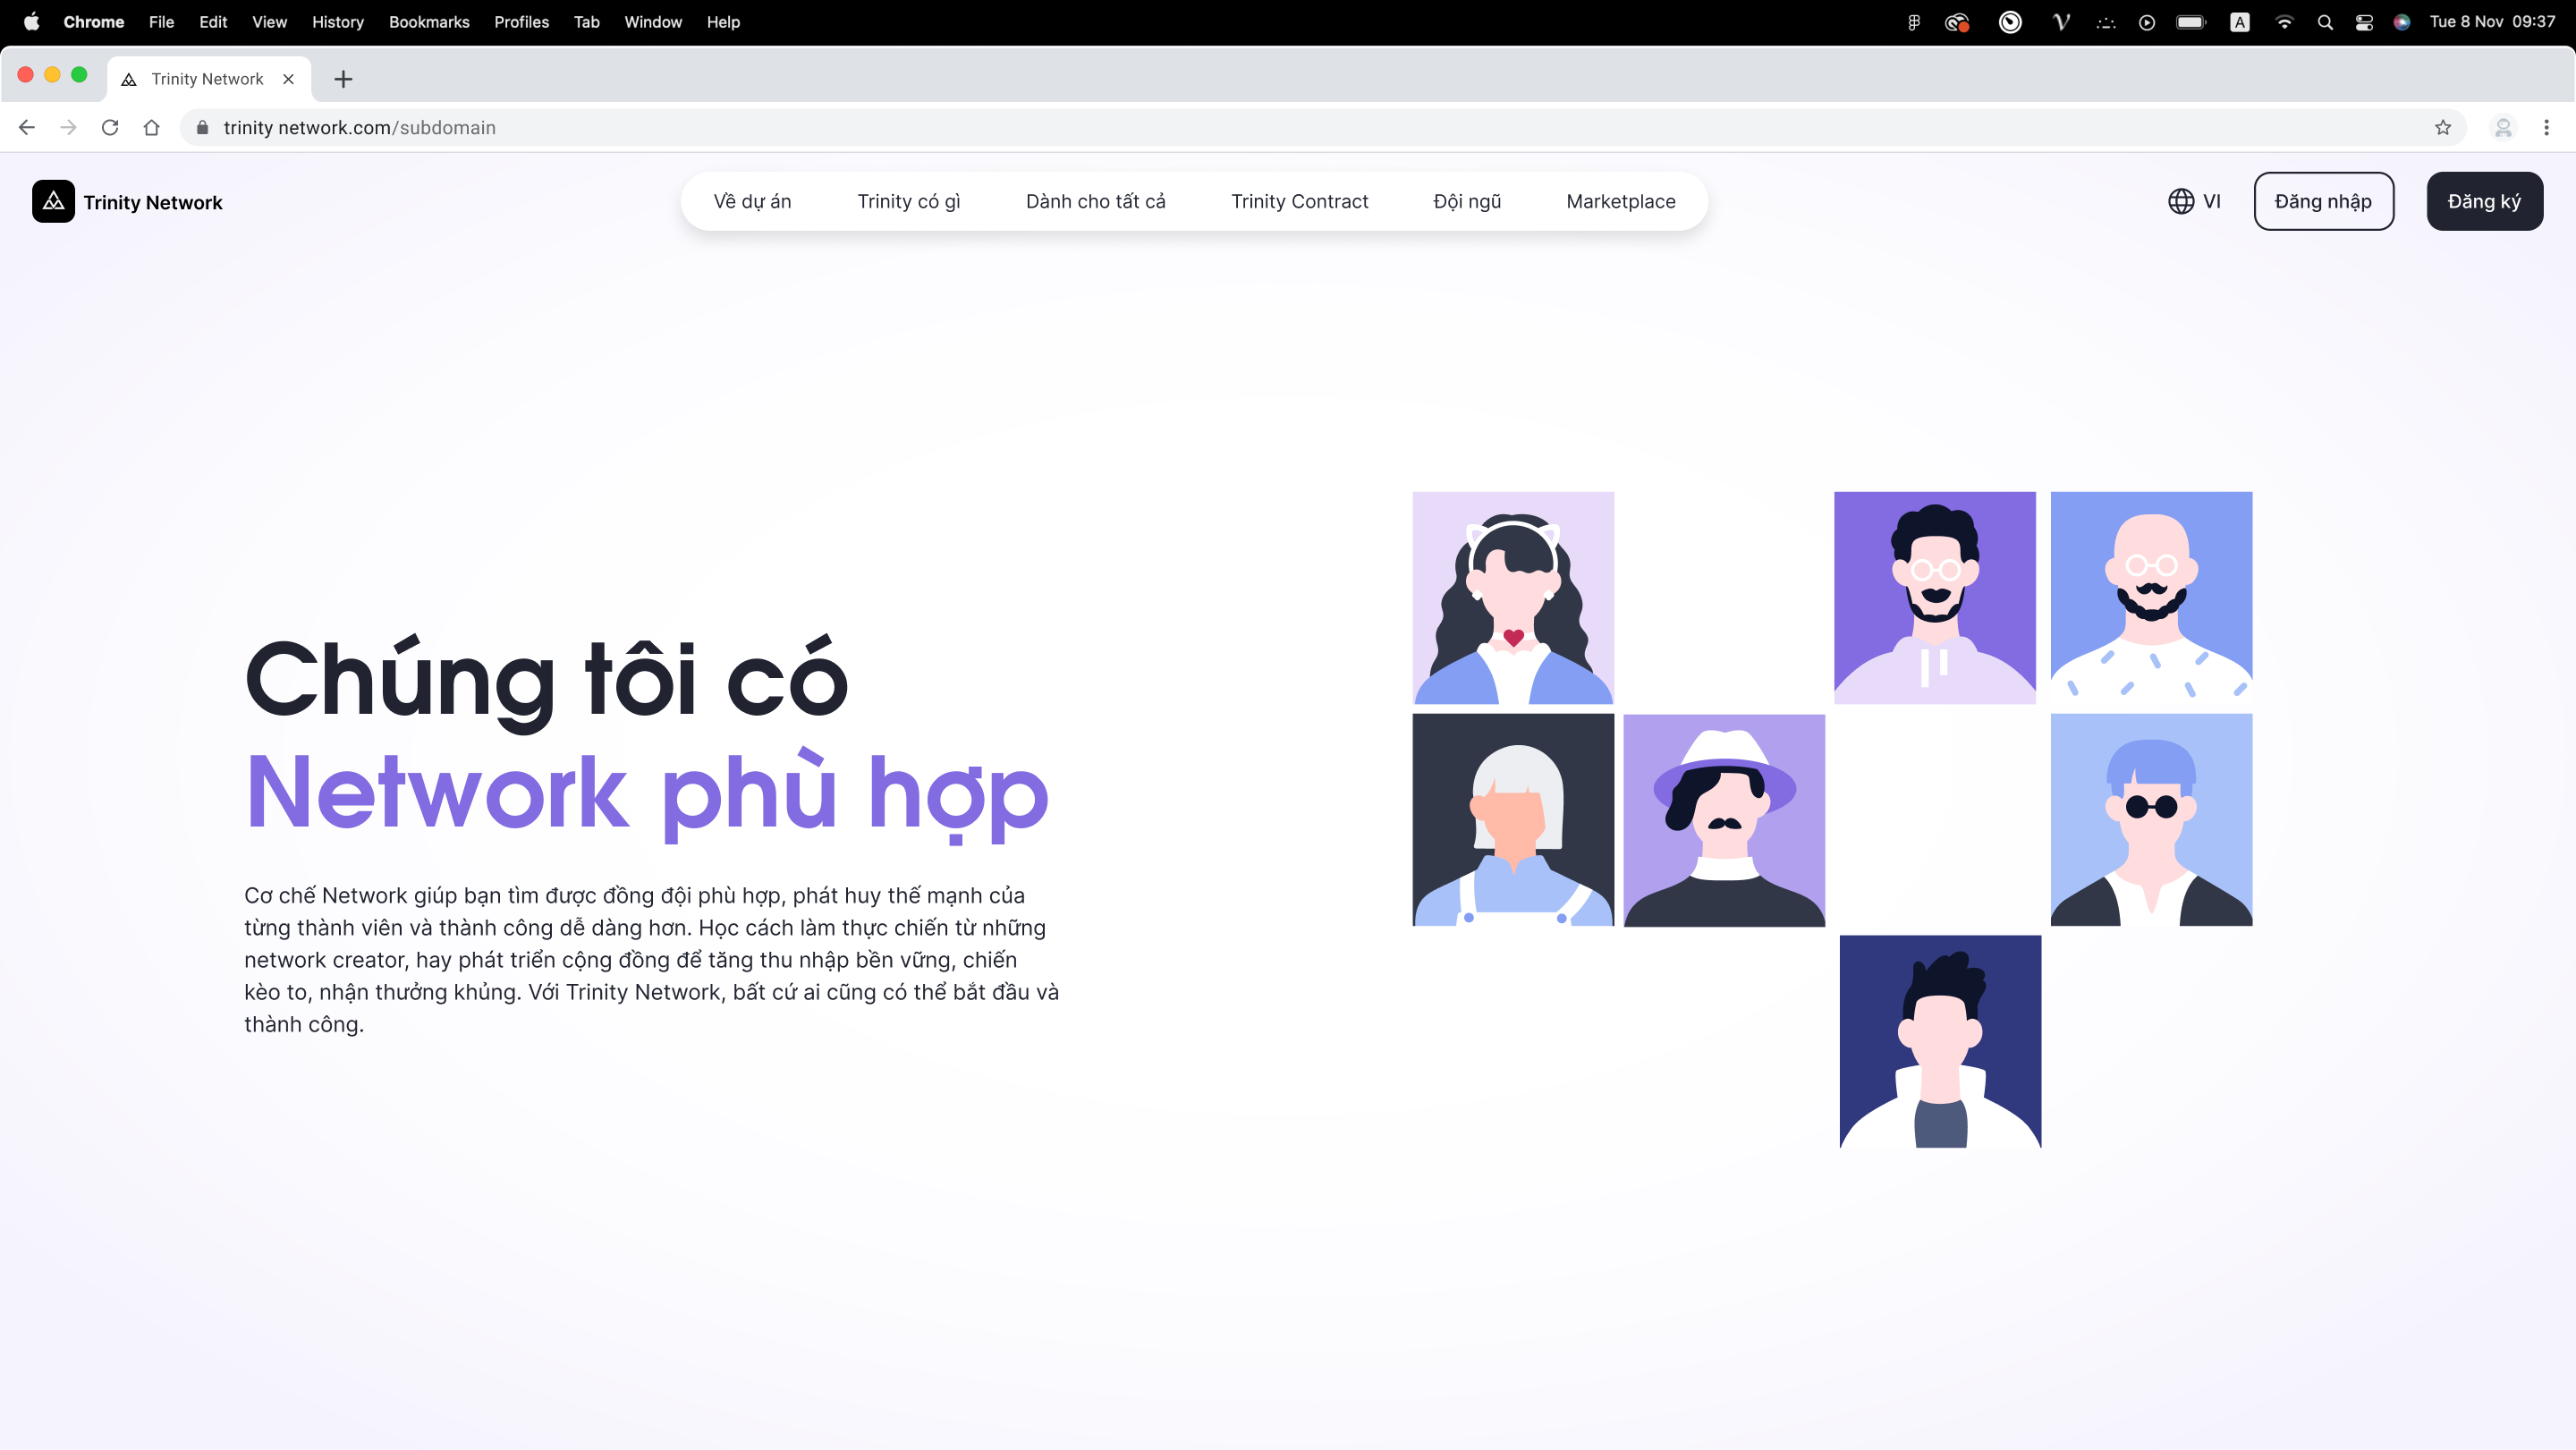 Chrome File Edit View History Bookmarks Profiles Tab Window Help A Tue 8 Nov 09:37
Trinity Network
trinity network.com/subdomain
Trinity Network Về dự án Trinity có gì Dành cho tất cả Trinity Contract Đội ngũ Marketplace VI Đăng nhập Đăng ký
Chúng tôi có
Network phù hợp
Cơ chế Network giúp bạn tìm được đồng đội phù hợp, phát huy thế mạnh của
từng thành viên và thành công dễ dàng hơn. Học cách làm thực chiến từ những
network creator, hay phát triển cộng đồng để tăng thu nhập bền vững, chiến
kèo to, nhận thưởng khủng. Với Trinity Network, bất cứ ai cũng có thể bắt đầu và
thành công.